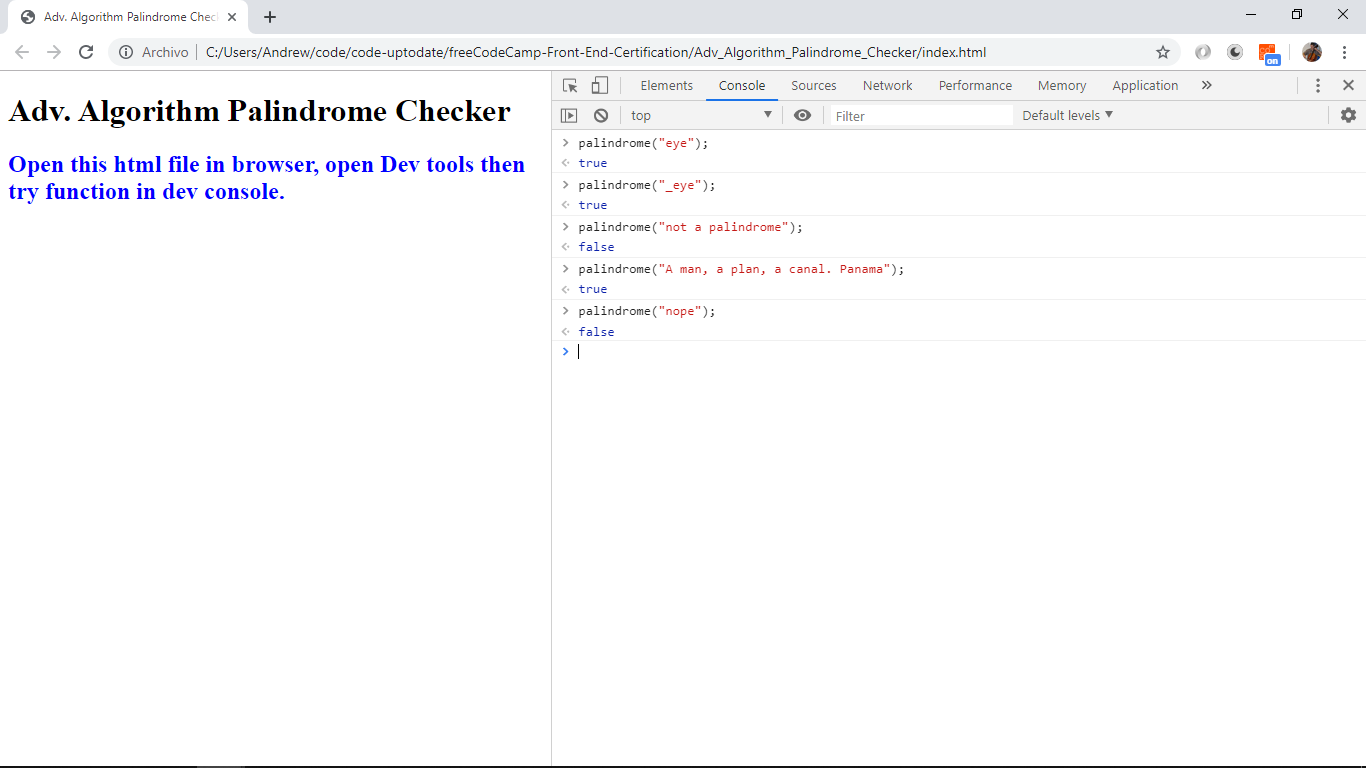 Adv. Algorithm Palindrome Chec
Archivo C:/Users/Andrew/code/code-uptodate/freeCodeCamp-Front-End-Certification/Adv_Algorithm_Palindrome_Checker/index.html
on
Adv. Algorithm Palindrome Checker
Open this html file in browser, open Dev tools then
try function in dev console.
Elements Console Sources Network Performance Memory Application »
top Filter Default levels
> palindrome("eye");
true
> palindrome("_eye");
true
> palindrome("not a palindrome");
false
> palindrome("A man, a plan, a canal. Panama");
true
> palindrome("nope");
false
>